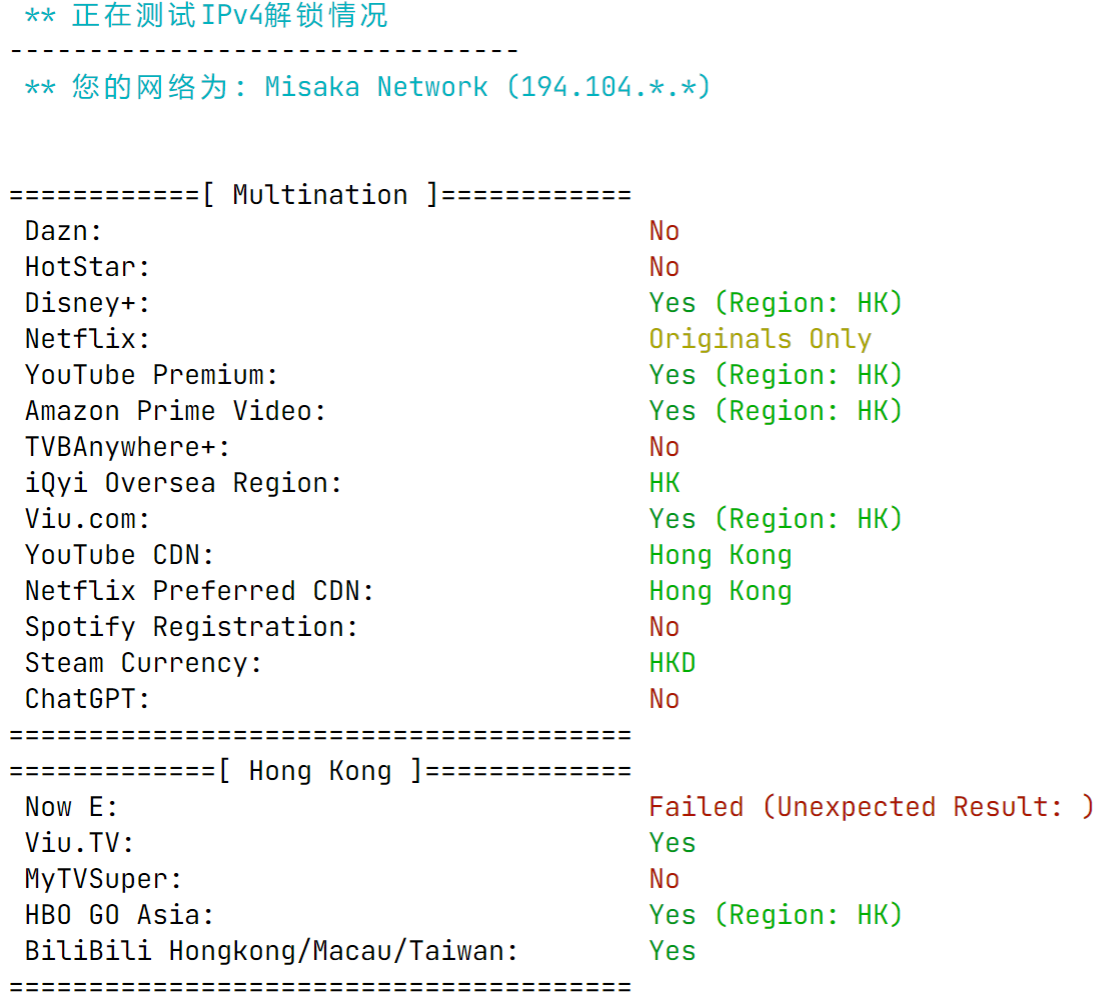 ** 正在测试IPv4解锁情况
--------------------------------
** 您的网络为: Misaka Network (194.104.*.*)
============[ Multination ]============
Dazn: No
HotStar: No
Disney+: Yes (Region: HK)
Netflix: Originals Only
YouTube Premium: Yes (Region: HK)
Amazon Prime Video: Yes (Region: HK)
TVBAnywhere+: No
iQyi Oversea Region: HK
Viu.com: Yes (Region: HK)
YouTube CDN: Hong Kong
Netflix Preferred CDN: Hong Kong
Spotify Registration: No
Steam Currency: HKD
ChatGPT: No
=======================================
=============[ Hong Kong ]=============
Now E: Failed (Unexpected Result: )
Viu.TV: Yes
MyTVSuper: No
HBO GO Asia: Yes (Region: HK)
BiliBili Hongkong/Macau/Taiwan: Yes
=======================================